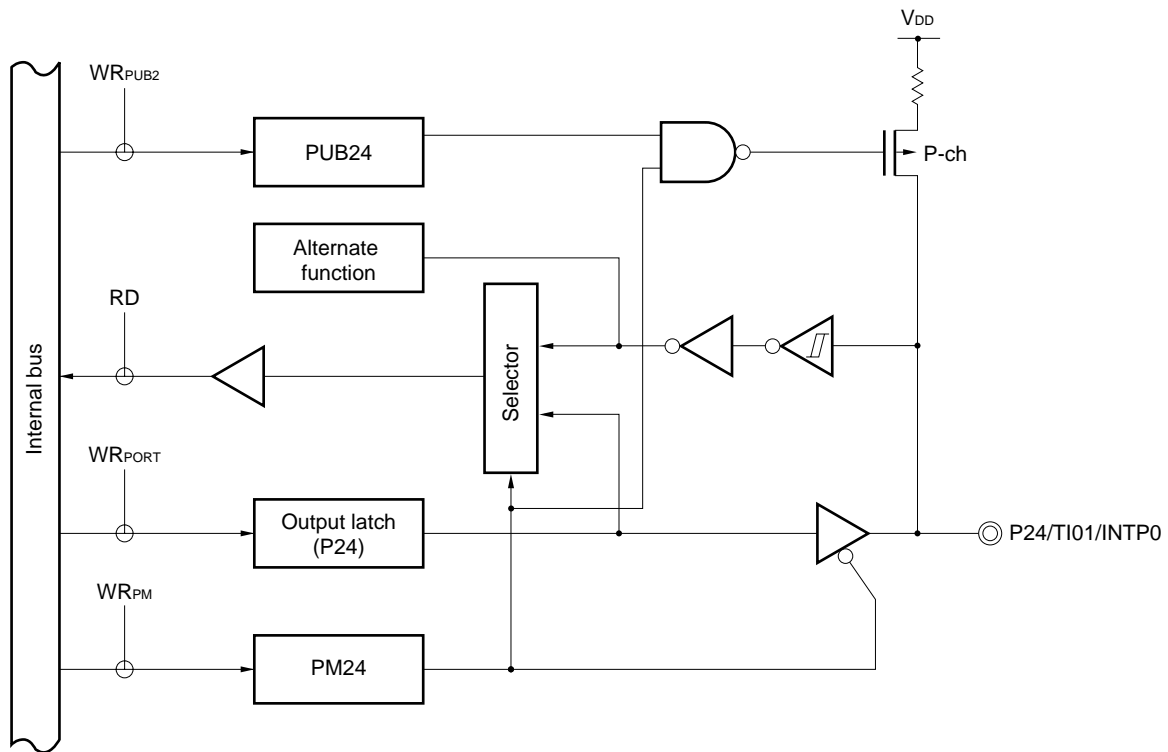 VDD
WRPUB2
PUB24
P-ch
Alternate
function
RD
Selector
Internal bus
WRPORT
Output latch
(P24)
P24/TI01/INTP0
WRPM
PM24